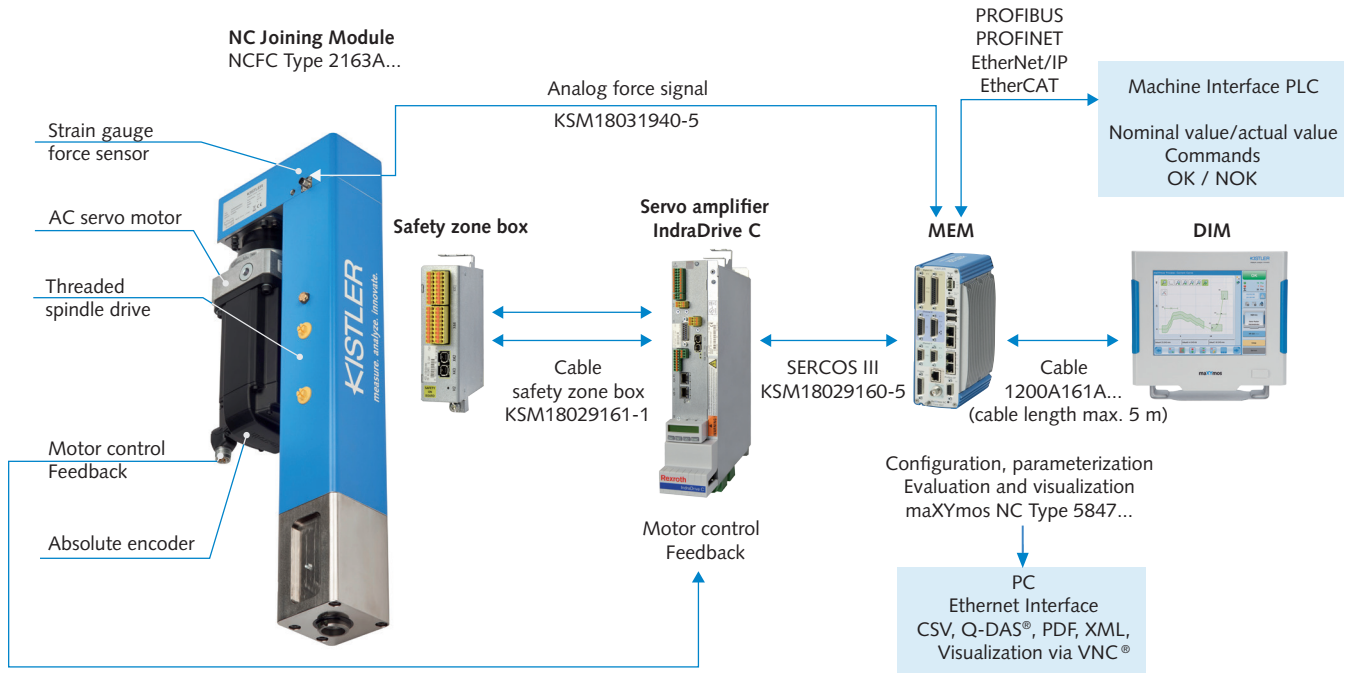 NC Joining Module
NCFC Type 2163A...
Strain gauge
force sensor
AC servo motor
Threaded
spindle drive
Motor control
Feedback
Absolute encoder
KISTLER
KISTLER
measure. analyze. innovate.
Analog force signal
KSM18031940-5
PROFIBUS
PROFINET
EtherNet/IP
EtherCAT
Machine Interface PLC
Nominal value/actual value
Commands
OK / NOK
Safety zone box
Cable
safety zone box
KSM18029161-1
Servo amplifier
IndraDrive C
Rexroth
IndraDrive C
Motor control
Feedback
SERCOS III
KSM18029160-5
MEM
Cable
1200A161A...
(cable length max. 5 m)
DIM
KISTLER
maXYmos
Configuration, parameterization
Evaluation and visualization
maXYmos NC Type 5847...
PC
Ethernet Interface
CSV, Q-DAS®, PDF, XML,
Visualization via VNC®